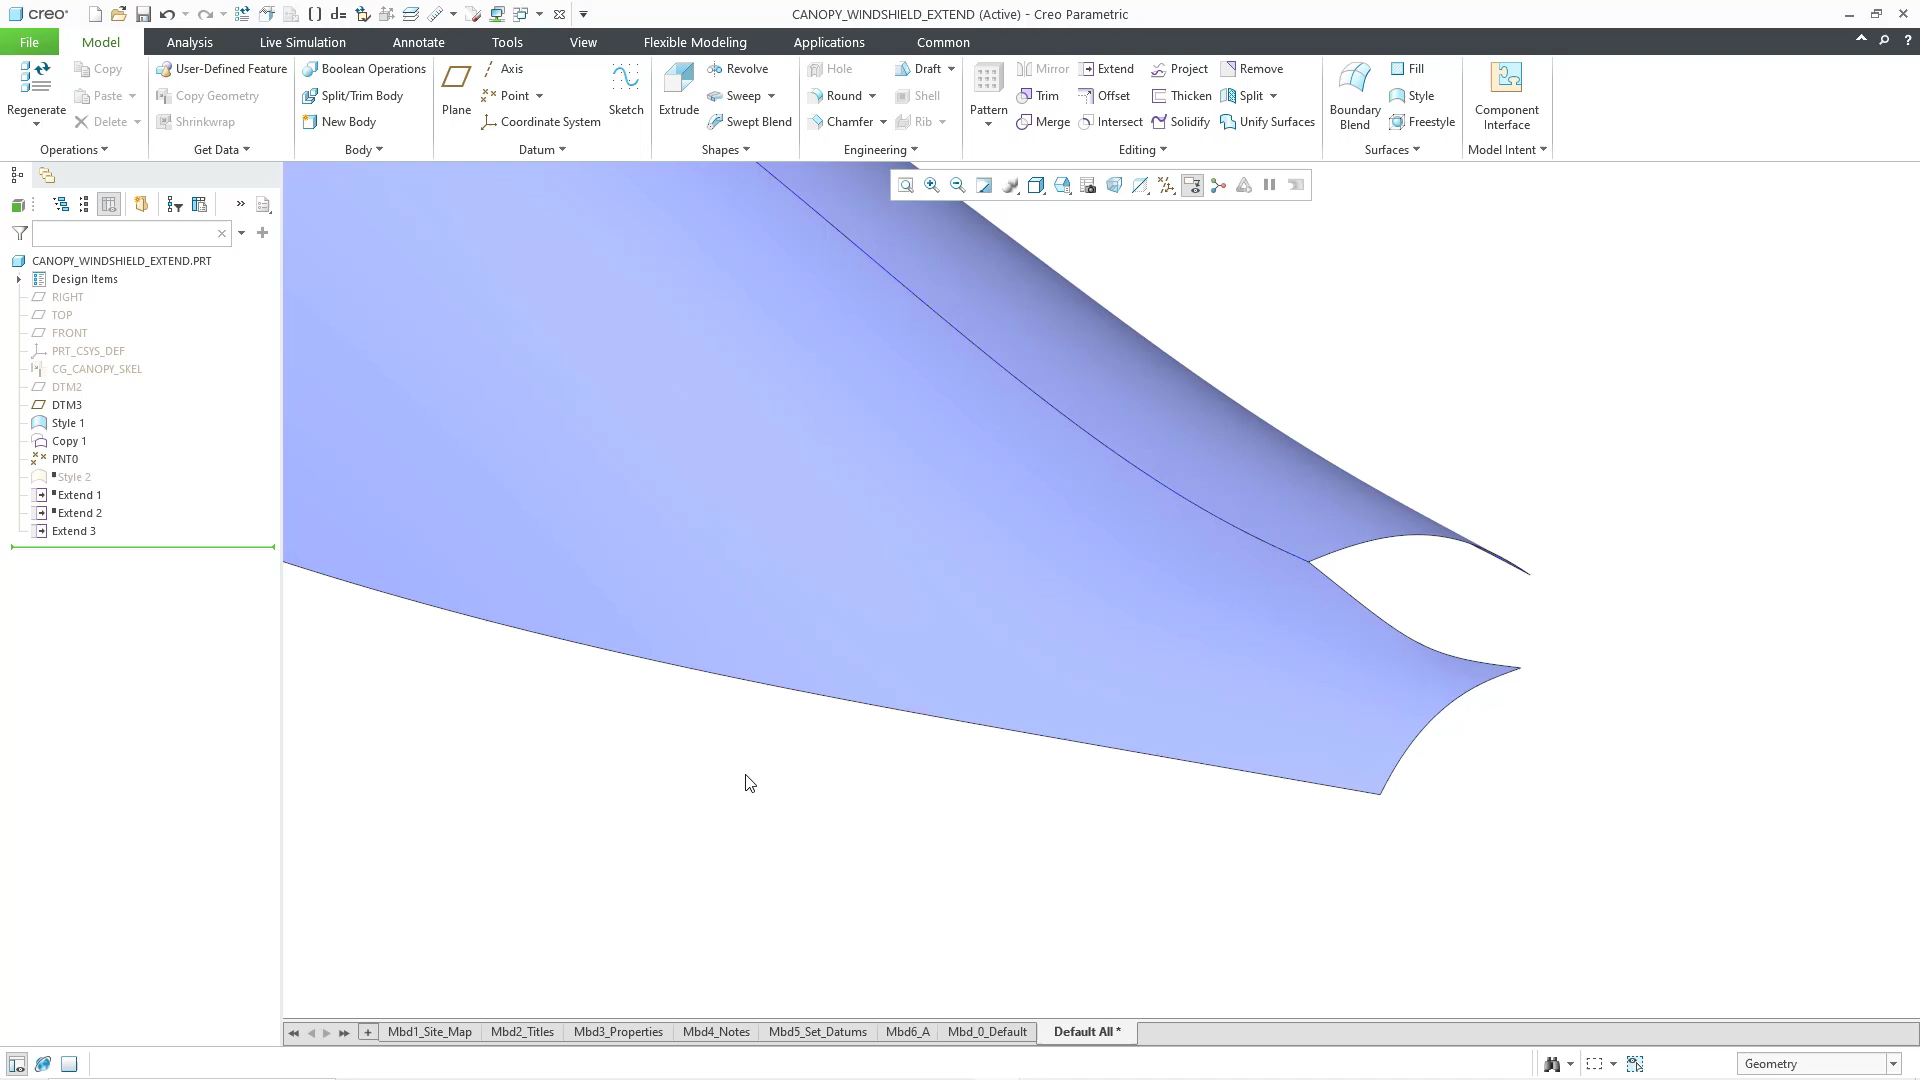 creo
CANOPY_WINDSHIELD_EXTEND (Active) - Creo Parametric
File Model Analysis Live Simulation Annotate Tools View Flexible Modeling Applications Common
Regenerate
Copy
Paste
Delete
Operations
User-Defined Feature
Copy Geometry
Shrinkwrap
Get Data
Boolean Operations
Split/Trim Body
New Body
Body
Plane
Axis
Point
Coordinate System
Sketch
Datum
Extrude
Revolve
Sweep
Swept Blend
Shapes
Hole
Round
Chamfer
Draft
Shell
Rib
Engineering
Pattern
Mirror
Trim
Merge
Extend
Offset
Intersect
Project
Thicken
Solidify
Remove
Split
Unify Surfaces
Editing
Boundary
Blend
Fill
Style
Freestyle
Surfaces
Component
Interface
Model Intent
CANOPY_WINDSHIELD_EXTEND.PRT
Design Items
RIGHT
TOP
FRONT
PRT_CSYS_DEF
CG_CANOPY_SKEL
DTM2
DTM3
Style 1
Copy 1
PNT0
Style 2
Extend 1
Extend 2
Extend 3
Mbd1_Site_Map Mbd2_Titles Mbd3_Properties Mbd4_Notes Mbd5_Set_Datums Mbd6_A Mbd_0_Default Default All *
Geometry